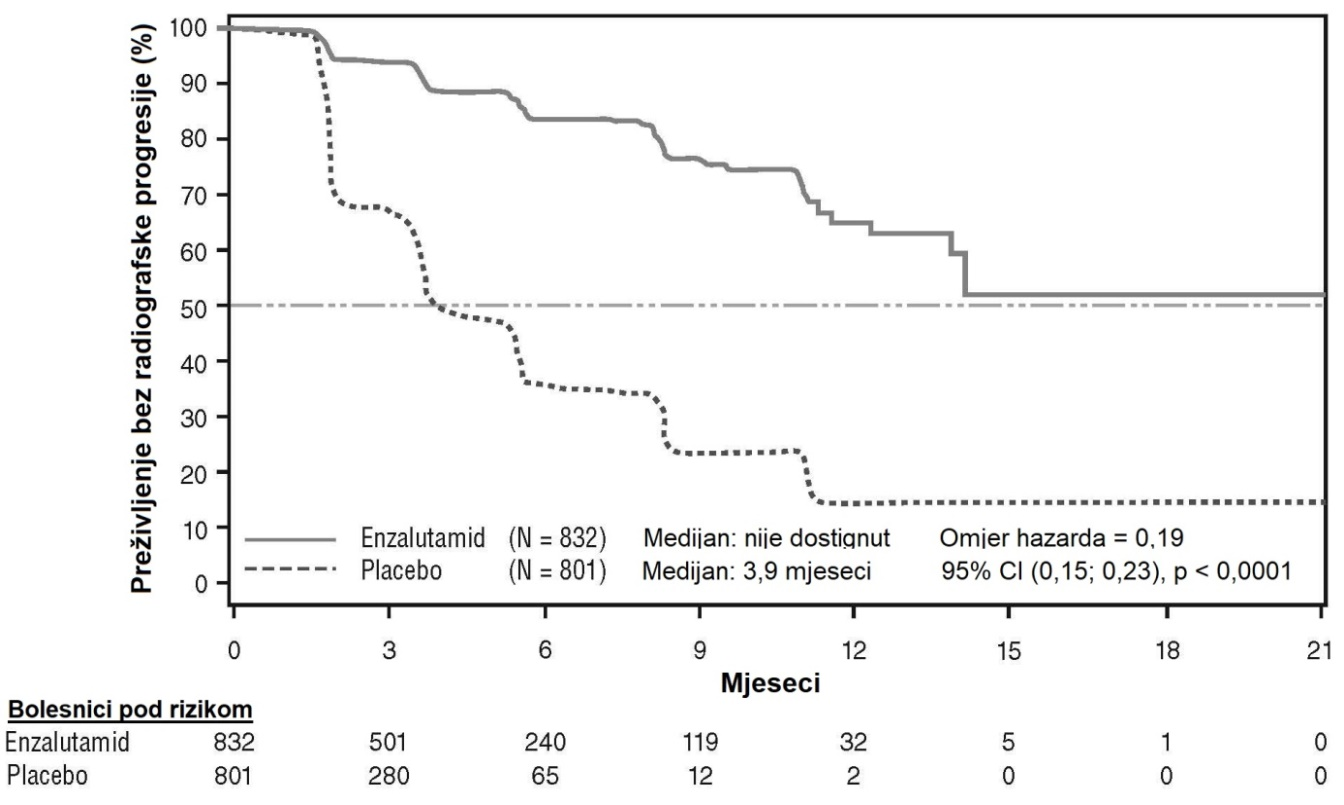 Preživljenje bez radiografske progresije (%)
100
90
80
70
60
50
40
30
20
10
0
Enzalutamid (N = 832) Medijan: nije dostignut Omjer hazarda = 0,19
Placebo (N = 801) Medijan: 3,9 mjeseci 95% CI (0,15; 0,23), p < 0,0001
0 3 6 9 12 15 18 21
Mjeseci
Bolesnici pod rizikom
Enzalutamid 832 501 240 119 32 5 1 0
Placebo 801 280 65 12 2 0 0 0